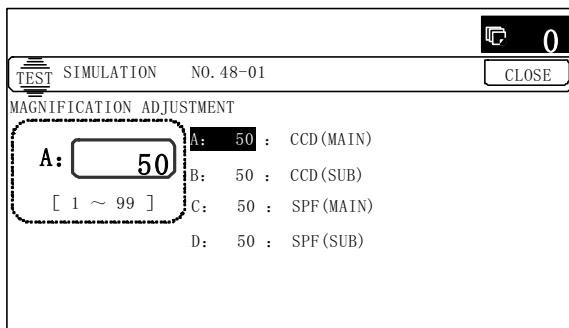 0
TEST SIMULATION NO. 48-01 CLOSE
MAGNIFICATION ADJUSTMENT
A: 50
[ 1 ~ 99 ]
A: 50 : CCD(MAIN)
B: 50 : CCD(SUB)
C: 50 : SPF(MAIN)
D: 50 : SPF(SUB)